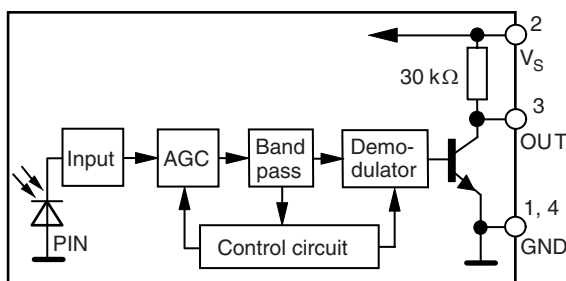 2
V_S
30 kΩ
3
OUT
Input
AGC
Band
pass
Demo-
dulator
1, 4
GND
PIN
Control circuit